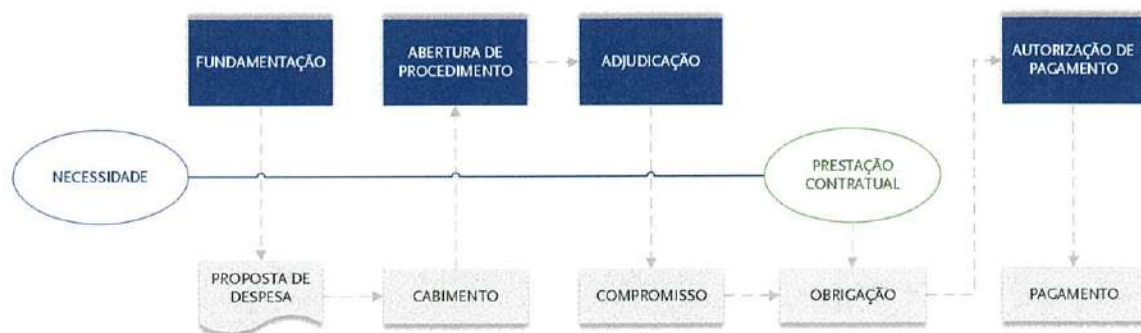 FUNDAMENTAÇÃO
ABERTURA DE
PROCEDIMENTO
ADJUDICAÇÃO
AUTORIZAÇÃO DE
PAGAMENTO
NECESSIDADE
PRESTAÇÃO
CONTRATUAL
PROPOSTA DE
DESPESA
CABIMENTO
COMPROMISSO
OBRIGAÇÃO
PAGAMENTO